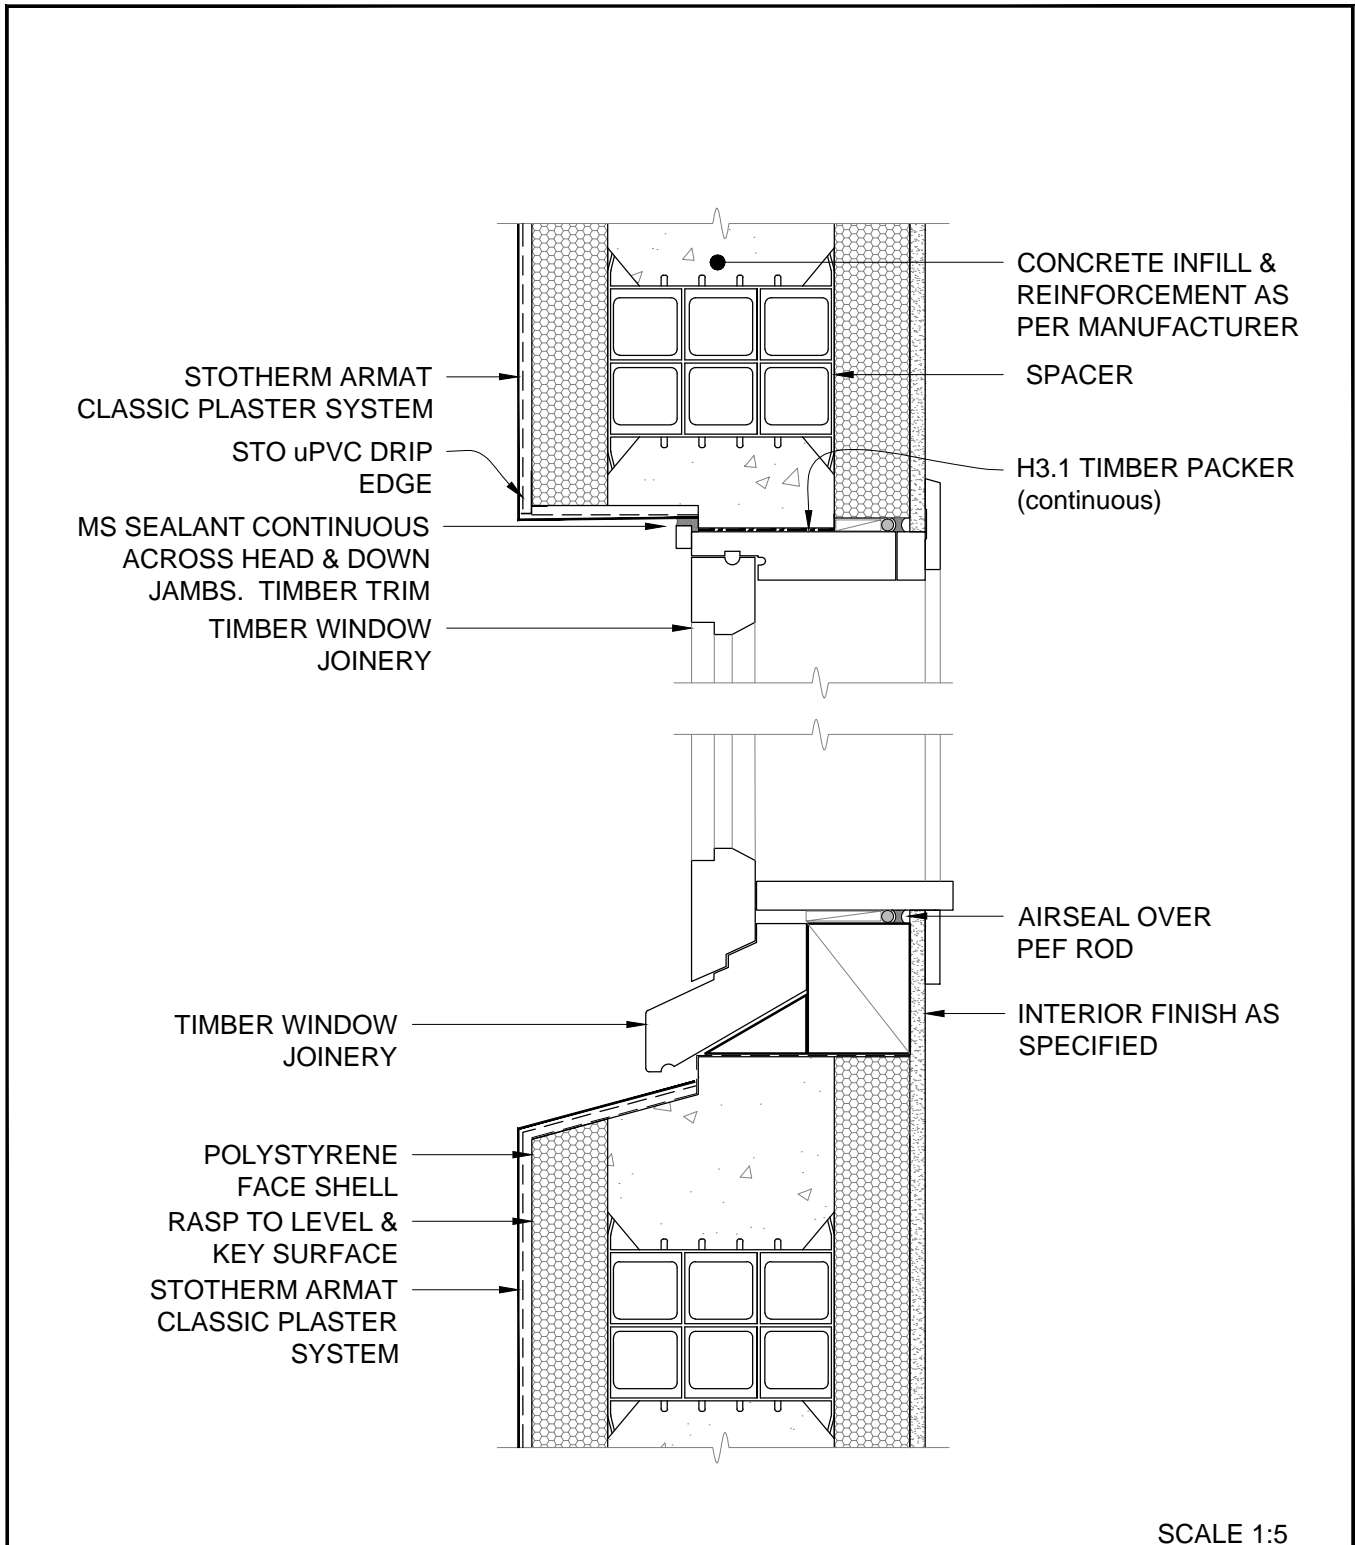 CONCRETE INFILL &
REINFORCEMENT AS
PER MANUFACTURER
SPACER
H3.1 TIMBER PACKER
(continuous)
STOTHERM ARMAT
CLASSIC PLASTER SYSTEM
STO uPVC DRIP
EDGE
MS SEALANT CONTINUOUS
ACROSS HEAD & DOWN
JAMBS. TIMBER TRIM
TIMBER WINDOW
JOINERY
AIRSEAL OVER
PEF ROD
INTERIOR FINISH AS
SPECIFIED
TIMBER WINDOW
JOINERY
POLYSTYRENE
FACE SHELL
RASP TO LEVEL &
KEY SURFACE
STOTHERM ARMAT
CLASSIC PLASTER
SYSTEM
SCALE 1:5